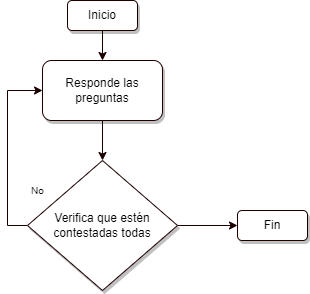 Inicio
Responde las
preguntas
No
Verifica que estén
contestadas todas
Fin